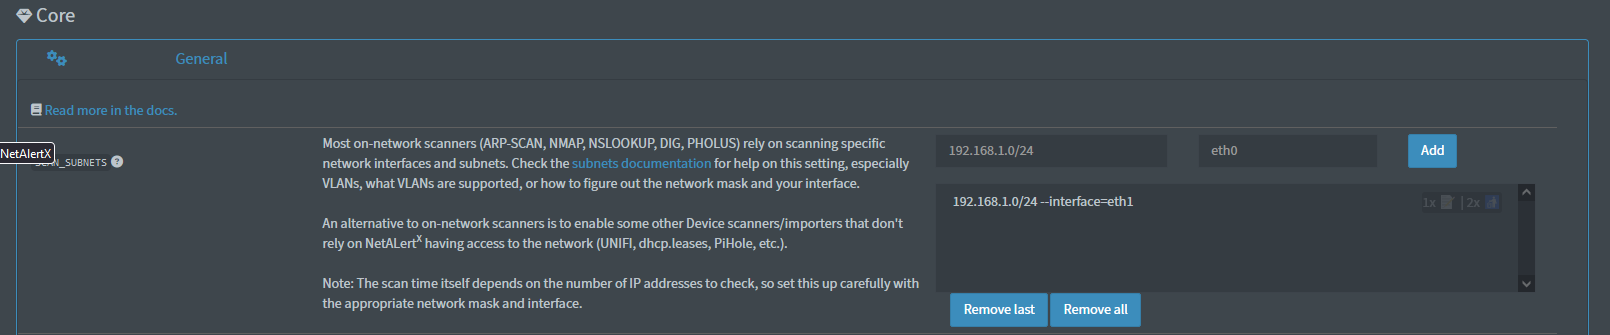 Core
General
Read more in the docs.
NetAlertX
AN_SUBNETS ?
Most on-network scanners (ARP-SCAN, NMAP, NSLOOKUP, DIG, PHOLUS) rely on scanning specific
network interfaces and subnets. Check the subnets documentation for help on this setting, especially
VLANs, what VLANs are supported, or how to figure out the network mask and your interface.
An alternative to on-network scanners is to enable some other Device scanners/importers that don't
rely on NetALertX having access to the network (UNIFI, dhcp.leases, PiHole, etc.).
Note: The scan time itself depends on the number of IP addresses to check, so set this up carefully with
the appropriate network mask and interface.
192.168.1.0/24
eth0
Add
192.168.1.0/24 --interface=eth1
1x | 2x
Remove last
Remove all